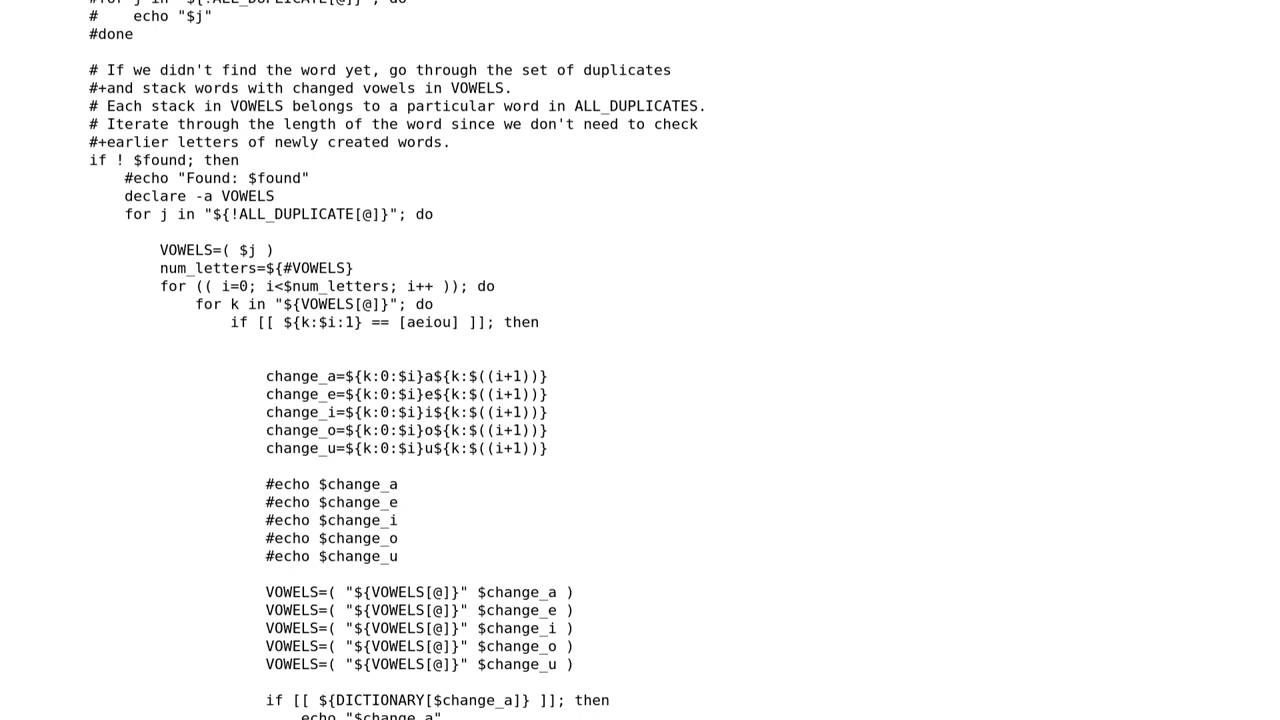 #for j in "${!ALL_DUPLICATE[@]}"; do
#    echo "$j"
#done

# If we didn't find the word yet, go through the set of duplicates
#+and stack words with changed vowels in VOWELS.
# Each stack in VOWELS belongs to a particular word in ALL_DUPLICATES.
# Iterate through the length of the word since we don't need to check
#+earlier letters of newly created words.
if ! $found; then
    #echo "Found: $found"
    declare -a VOWELS
    for j in "${!ALL_DUPLICATE[@]}"; do

        VOWELS=( $j )
        num_letters=${#VOWELS}
        for (( i=0; i<$num_letters; i++ )); do
            for k in "${VOWELS[@]}"; do
                if [[ ${k:$i:1} == [aeiou] ]]; then


                    change_a=${k:0:$i}a${k:$((i+1))}
                    change_e=${k:0:$i}e${k:$((i+1))}
                    change_i=${k:0:$i}i${k:$((i+1))}
                    change_o=${k:0:$i}o${k:$((i+1))}
                    change_u=${k:0:$i}u${k:$((i+1))}

                    #echo $change_a
                    #echo $change_e
                    #echo $change_i
                    #echo $change_o
                    #echo $change_u

                    VOWELS=( "${VOWELS[@]}" $change_a )
                    VOWELS=( "${VOWELS[@]}" $change_e )
                    VOWELS=( "${VOWELS[@]}" $change_i )
                    VOWELS=( "${VOWELS[@]}" $change_o )
                    VOWELS=( "${VOWELS[@]}" $change_u )

                    if [[ ${DICTIONARY[$change_a]} ]]; then
                        echo "$change_a"